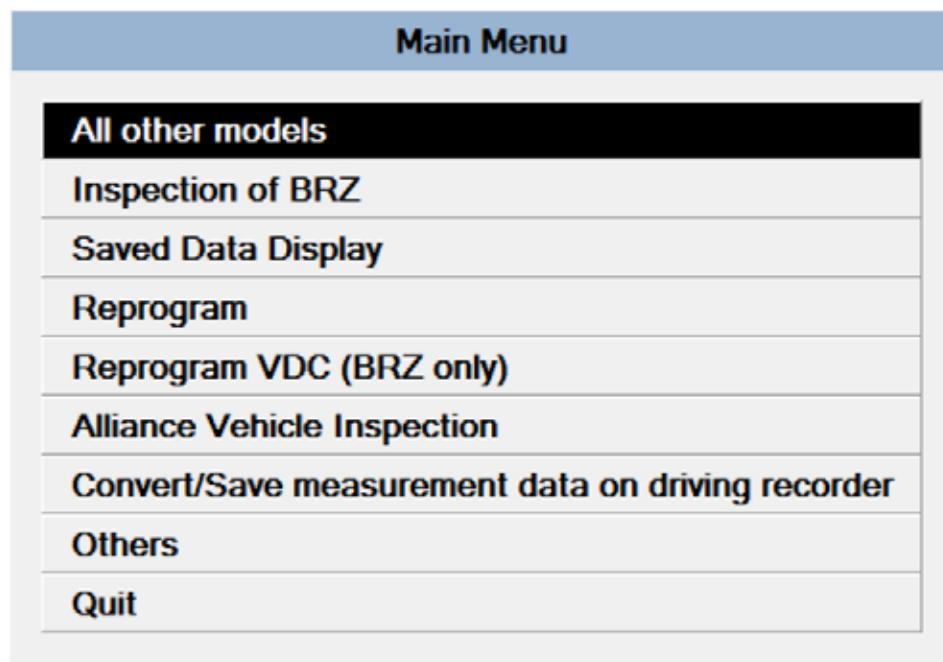 Main Menu
All other models
Inspection of BRZ
Saved Data Display
Reprogram
Reprogram VDC (BRZ only)
Alliance Vehicle Inspection
Convert/Save measurement data on driving recorder
Others
Quit